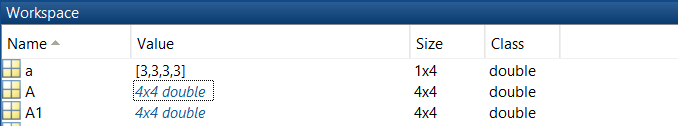 Workspace
Name Value Size Class
a [3,3,3,3] 1x4 double
A 4x4 double 4x4 double
A1 4x4 double 4x4 double